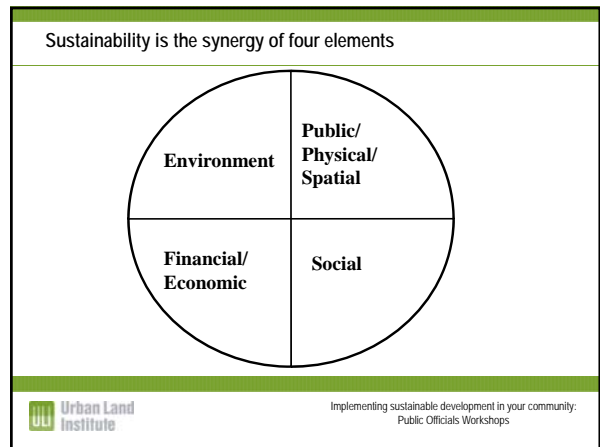 Sustainability is the synergy of four elements
Environment
Public/
Physical/
Spatial
Financial/
Economic
Social
ULI Urban Land
Institute
Implementing sustainable development in your community:
Public Officials Workshops